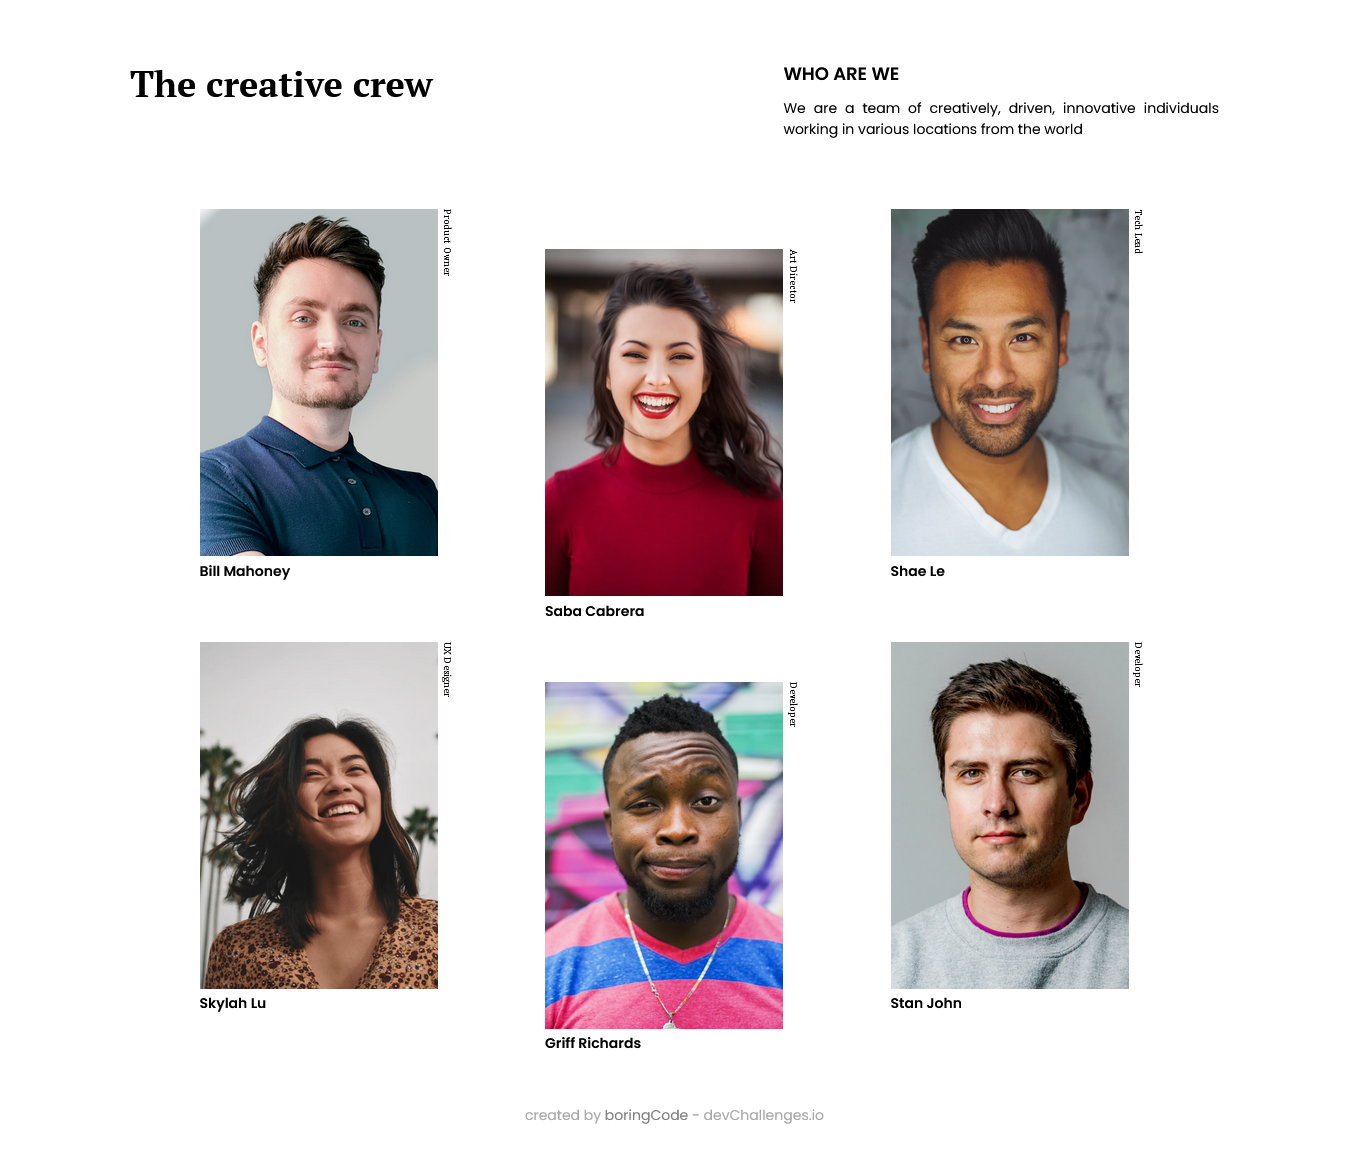 The creative crew
WHO ARE WE
We are a team of creatively, driven, innovative individuals
working in various locations from the world
Product Owner
Bill Mahoney
Art Director
Saba Cabrera
Tech Lead
Shae Le
UX Designer
Skylah Lu
Developer
Griff Richards
Developer
Stan John
created by boringCode - devChallenges.io